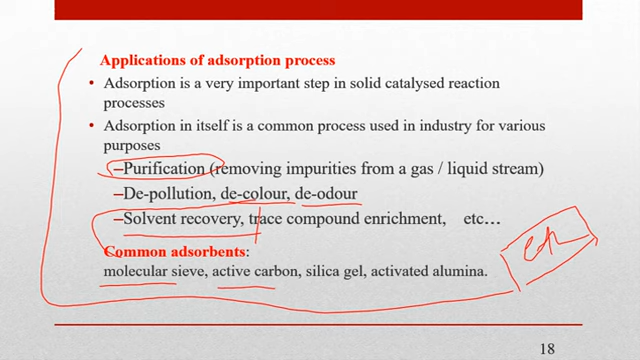 Applications of adsorption process
• Adsorption is a very important step in solid catalysed reaction
processes
• Adsorption in itself is a common process used in industry for various
purposes
–Purification (removing impurities from a gas / liquid stream)
–De-pollution, de-colour, de-odour
–Solvent recovery, trace compound enrichment, etc…
Common adsorbents:
molecular sieve, active carbon, silica gel, activated alumina.
18